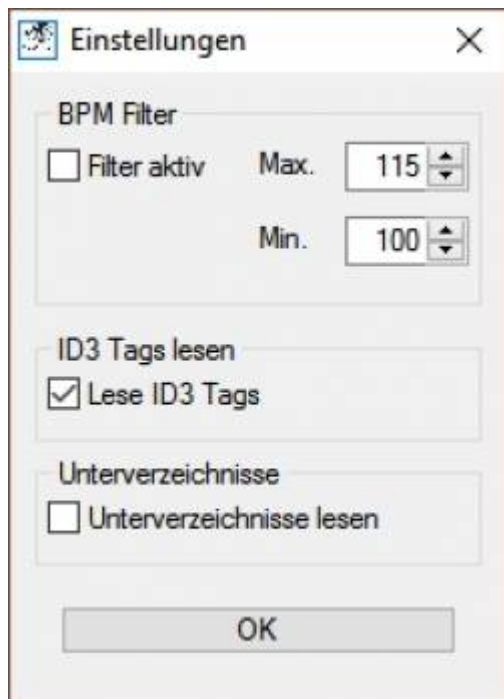 Einstellungen
BPM Filter
Filter aktiv Max. 115
Min. 100
ID3 Tags lesen
Lese ID3 Tags
Unterverzeichnisse
Unterverzeichnisse lesen
OK